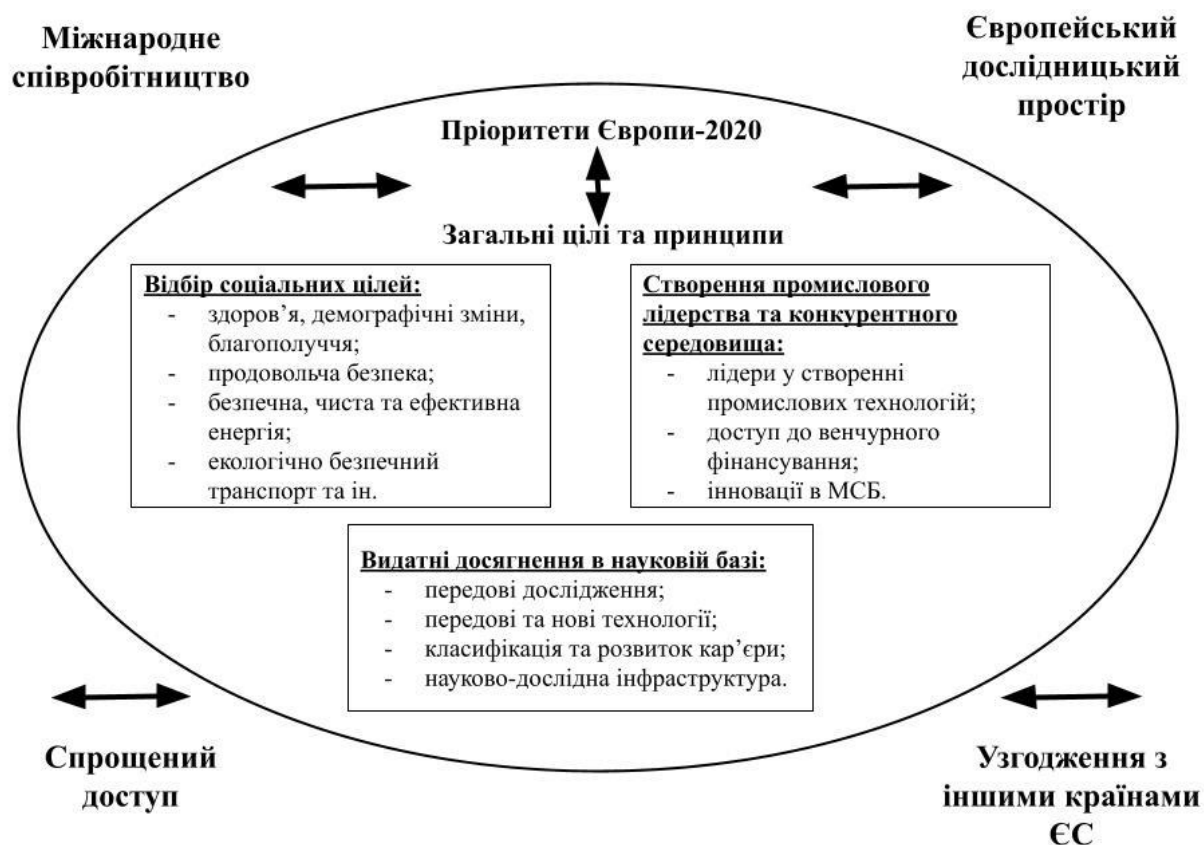 Міжнародне
співробітництво
Європейський
дослідницький
простір
Пріоритети Європи-2020
Загальні цілі та принципи
Відбір соціальних цілей:
- здоров’я, демографічні зміни,
благополуччя;
- продовольча безпека;
- безпечна, чиста та ефективна
енергія;
- екологічно безпечний
транспорт та ін.
Створення промислового
лідерства та конкурентного
середовища:
- лідери у створенні
промислових технологій;
- доступ до венчурного
фінансування;
- інновації в МСБ.
Видатні досягнення в науковій базі:
- передові дослідження;
- передові та нові технології;
- класифікація та розвиток кар’єри;
- науково-дослідна інфраструктура.
Спрощений
доступ
Узгодження з
іншими країнами
ЄС